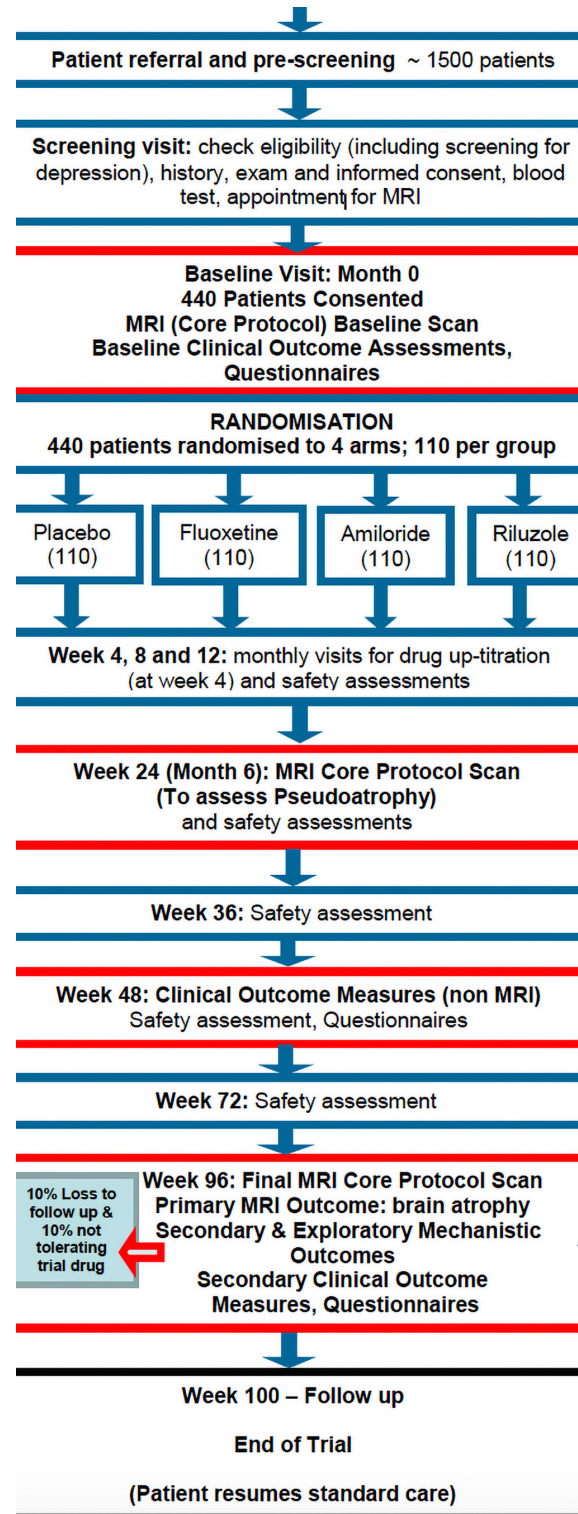 Patient referral and pre-screening ~ 1500 patients
Screening visit: check eligibility (including screening for
depression), history, exam and informed consent, blood
test, appointment for MRI
Baseline Visit: Month 0
440 Patients Consented
MRI (Core Protocol) Baseline Scan
Baseline Clinical Outcome Assessments,
Questionnaires
RANDOMISATION
440 patients randomised to 4 arms; 110 per group
Placebo
(110)
Fluoxetine
(110)
Amiloride
(110)
Riluzole
(110)
Week 4, 8 and 12: monthly visits for drug up-titration
(at week 4) and safety assessments
Week 24 (Month 6): MRI Core Protocol Scan
(To assess Pseudoatrophy)
and safety assessments
Week 36: Safety assessment
Week 48: Clinical Outcome Measures (non MRI)
Safety assessment, Questionnaires
Week 72: Safety assessment
10% Loss to
follow up &
10% not
tolerating
trial drug
Week 96: Final MRI Core Protocol Scan
Primary MRI Outcome: brain atrophy
Secondary & Exploratory Mechanistic
Outcomes
Secondary Clinical Outcome
Measures, Questionnaires
Week 100 – Follow up
End of Trial
(Patient resumes standard care)